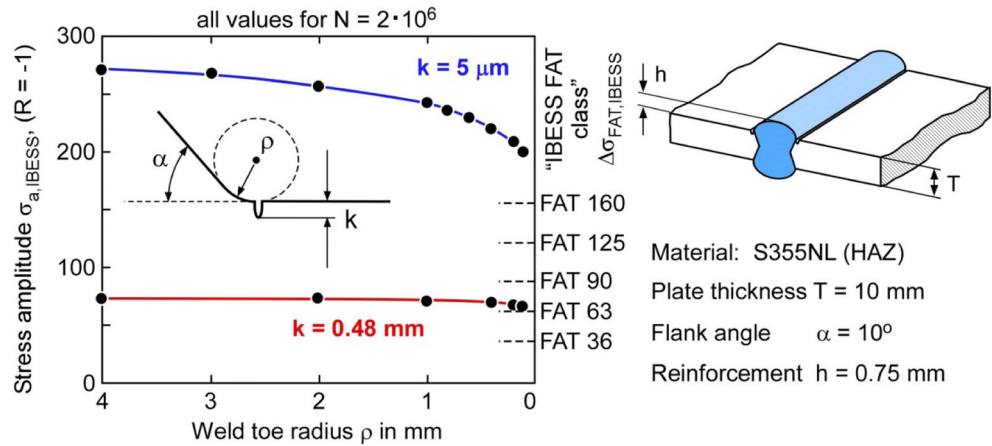 all values for N = 2·10⁶
Stress amplitude σa,IBESS, (R = -1)
300
200
100
0
k = 5 μm
α
ρ
k
k = 0.48 mm
4
3
2
1
0
Weld toe radius ρ in mm
"IBESS FAT
class"
ΔσFAT,IBESS
FAT 160
FAT 125
FAT 90
FAT 63
FAT 36
h
T
Material: S355NL (HAZ)
Plate thickness T = 10 mm
Flank angle α = 10º
Reinforcement h = 0.75 mm